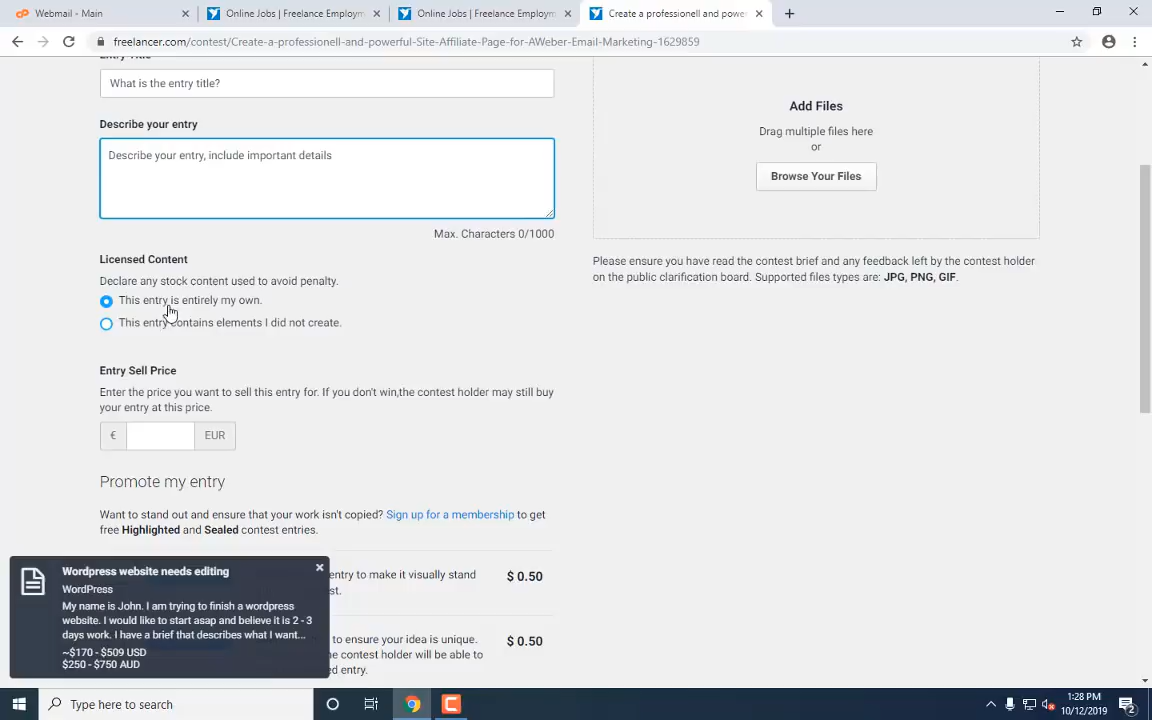 Webmail - Main
Online Jobs | Freelance Employm
Online Jobs | Freelance Employm
Create a professionell and power
freelancer.com/contest/Create-a-professionell-and-powerful-Site-Affiliate-Page-for-AWeber-Email-Marketing-1629859
Entry Title
What is the entry title?
Describe your entry
Describe your entry, include important details
Max. Characters 0/1000
Licensed Content
Declare any stock content used to avoid penalty.
This entry is entirely my own.
This entry contains elements I did not create.
Entry Sell Price
Enter the price you want to sell this entry for. If you don't win,the contest holder may still buy
your entry at this price.
€ EUR
Promote my entry
Want to stand out and ensure that your work isn't copied? Sign up for a membership to get
free Highlighted and Sealed contest entries.
entry to make it visually stand
$ 0.50
st.
to ensure your idea is unique.
$ 0.50
e contest holder will be able to
ed entry.
Add Files
Drag multiple files here
or
Browse Your Files
Please ensure you have read the contest brief and any feedback left by the contest holder
on the public clarification board. Supported files types are: JPG, PNG, GIF.
Wordpress website needs editing
WordPress
My name is John. I am trying to finish a wordpress
website. I would like to start asap and believe it is 2 - 3
days work. I have a brief that describes what I want...
~$170 - $509 USD
$250 - $750 AUD
Type here to search
1:28 PM
10/12/2019
2